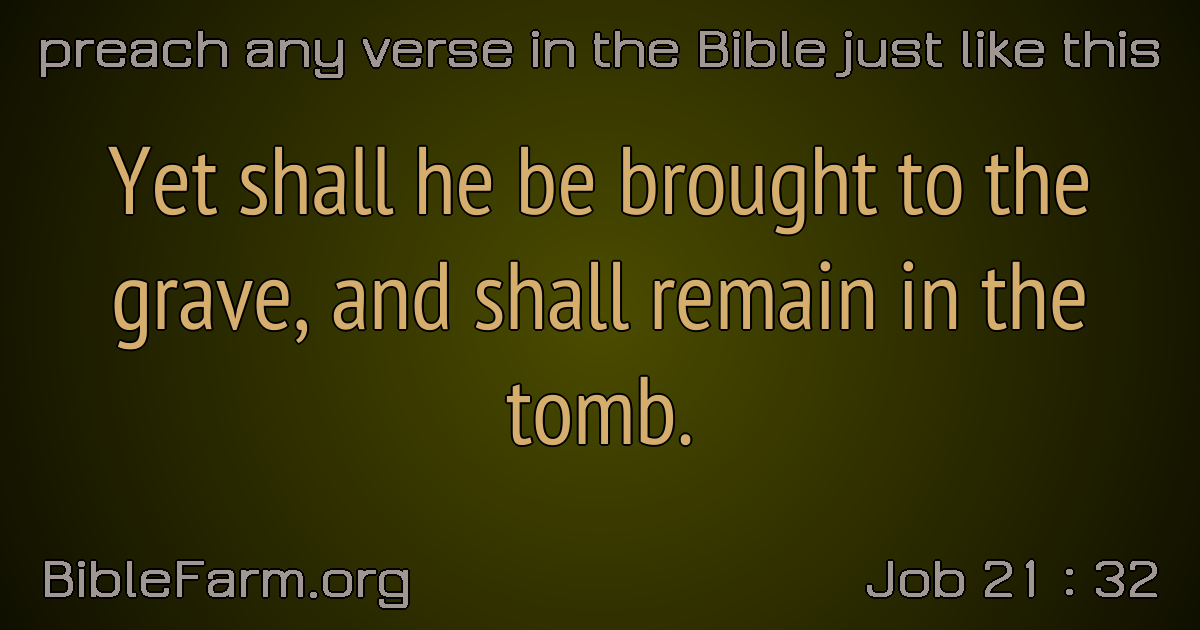 preach any verse in the Bible just like this
Yet shall he be brought to the
grave, and shall remain in the
tomb.
BibleFarm.org
Job 21 : 32